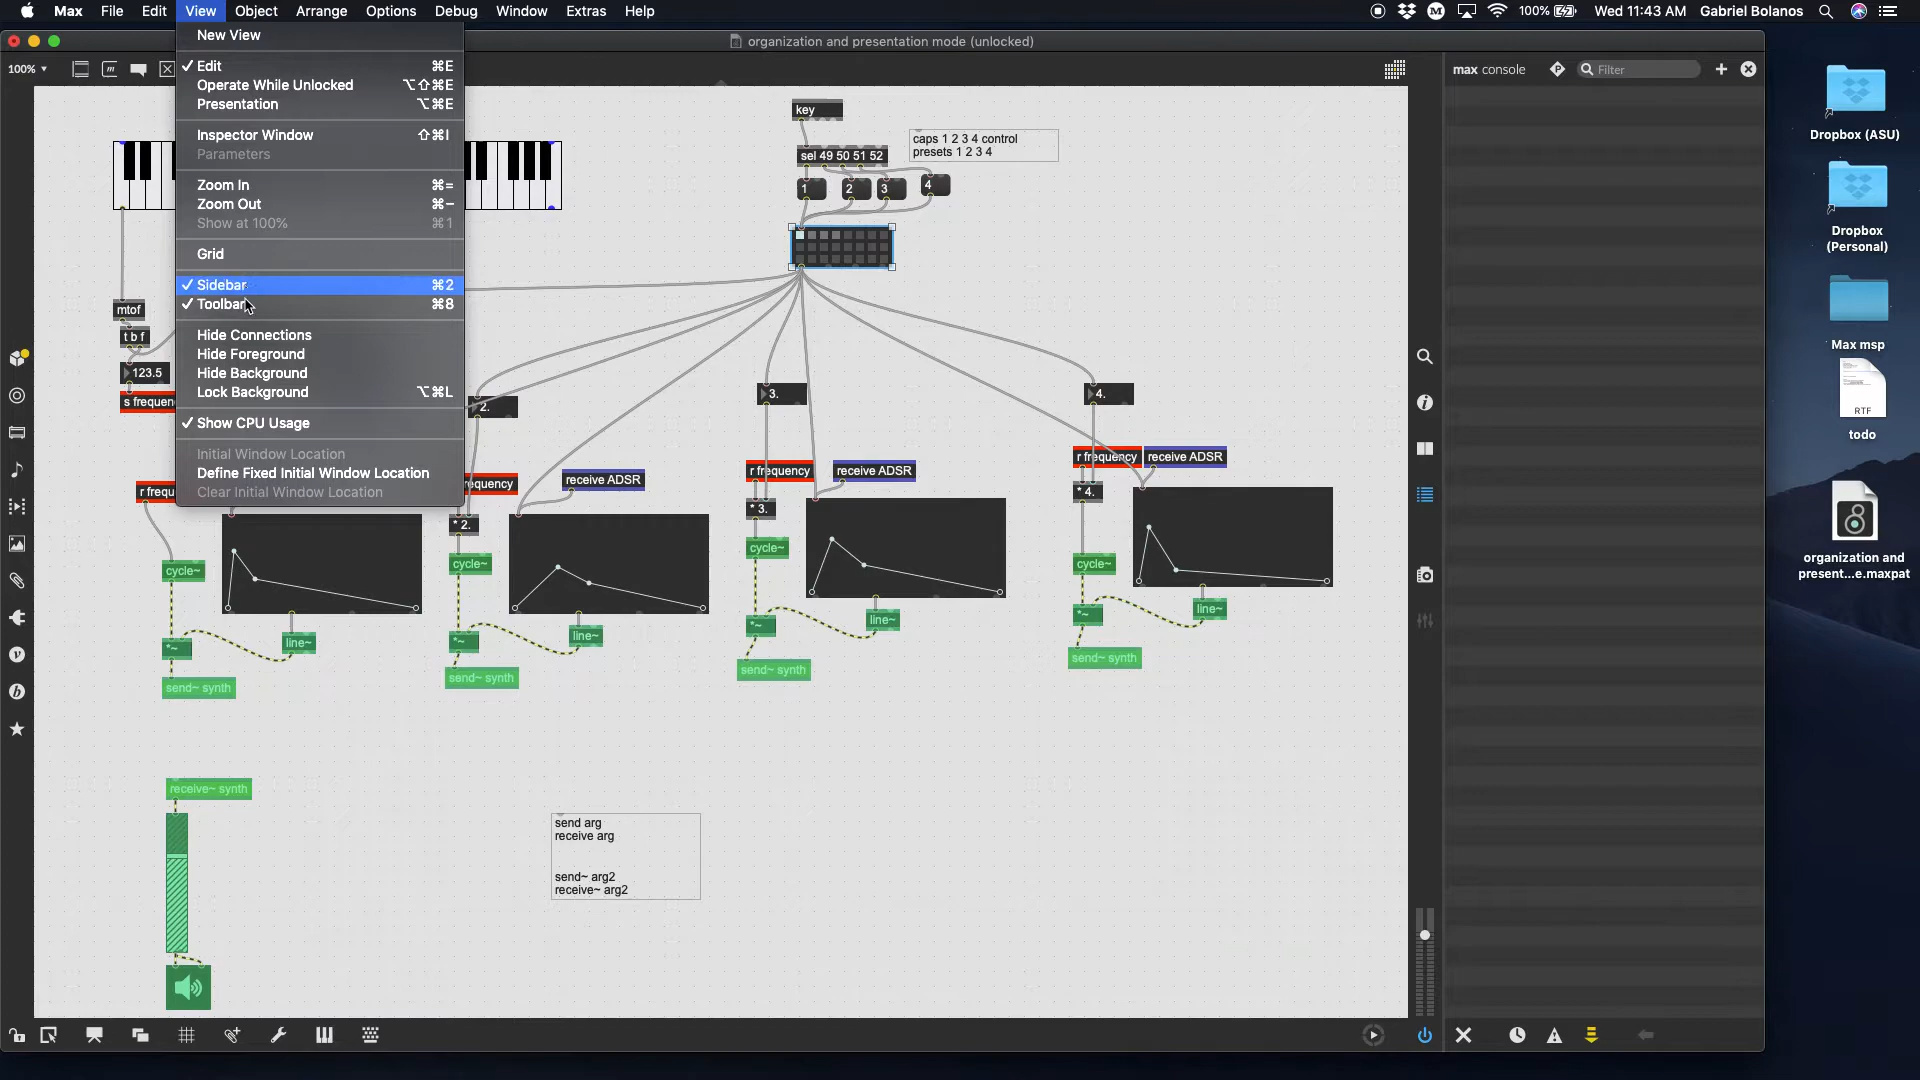 Max File Edit View Object Arrange Options Debug Window Extras Help
100% Wed 11:43 AM Gabriel Bolanos
organization and presentation mode (unlocked)
100%
New View
Edit ⌘E
Operate While Unlocked ⌥⇧⌘E
Presentation ⌥⌘E
Inspector Window ⇧⌘I
Parameters
Zoom In ⌘=
Zoom Out ⌘−
Show at 100% ⌘1
Grid
Sidebar ⌘2
Toolbar ⌘8
Hide Connections
Hide Foreground
Hide Background
Lock Background ⌥⌘L
Show CPU Usage
Initial Window Location
Define Fixed Initial Window Location
Clear Initial Window Location
max console
Filter
key
caps 1 2 3 4 control
presets 1 2 3 4
sel 49 50 51 52
1 2 3 4
mtof
t b f
123.5
s frequen
2.
3.
4.
r frequ
equency
receive ADSR
r frequency
receive ADSR
r frequency
receive ADSR
* 2.
* 3.
* 4.
cycle~
cycle~
cycle~
cycle~
*~
line~
*~
line~
*~
line~
*~
line~
send~ synth
send~ synth
send~ synth
send~ synth
receive~ synth
send arg
receive arg
send~ arg2
receive~ arg2
Dropbox (ASU)
Dropbox
(Personal)
Max msp
RTF
todo
organization and
present...e.maxpat